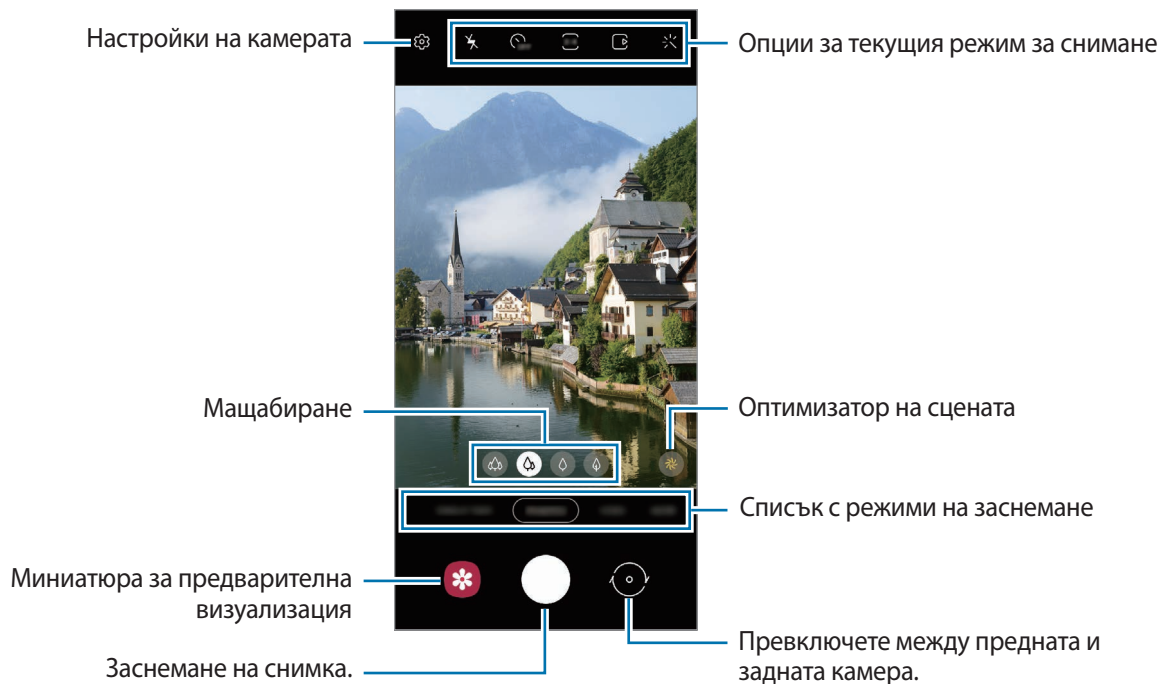 Настройки на камерата
Опции за текущия режим за снимане
Мащабиране
Оптимизатор на сцената
Списък с режими на заснемане
Миниатюра за предварителна
визуализация
Заснемане на снимка.
Превключете между предната и
задната камера.